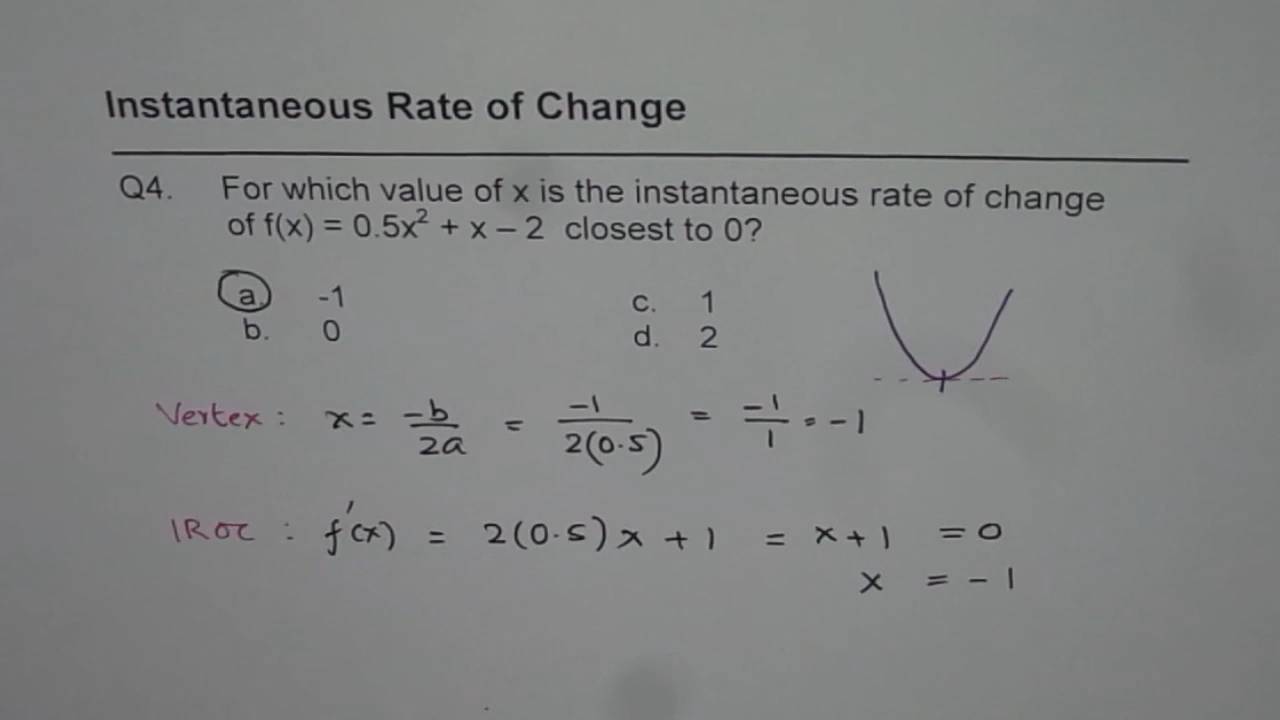 Instantaneous Rate of Change
Q4. For which value of x is the instantaneous rate of change
of f(x) = 0.5x² + x – 2 closest to 0?
a. -1 c. 1
b. 0 d. 2
Vertex : x = -b/2a = -1/2(0.5) = -1/1 = -1
IROC : f'(x) = 2(0.5)x + 1 = x + 1 = 0
x = -1